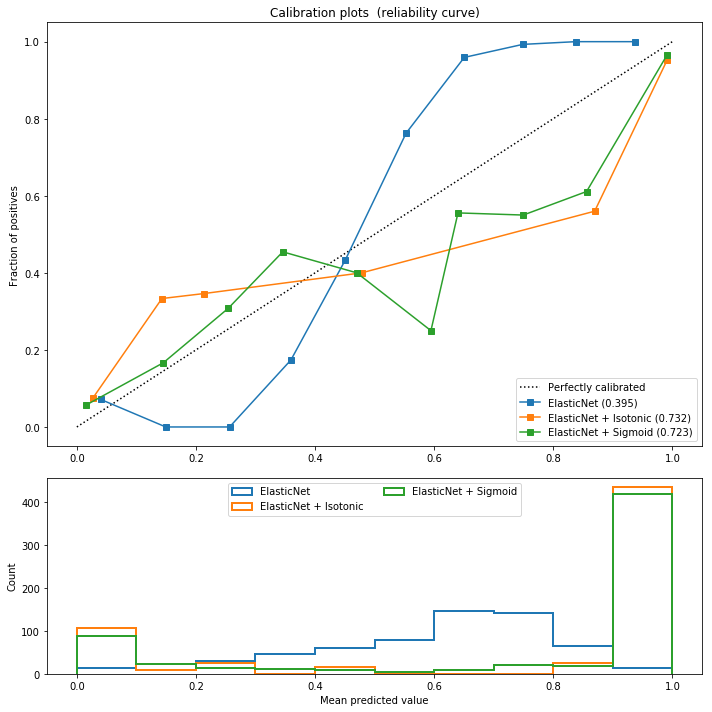 Calibration plots (reliability curve)
1.0
0.8
0.6
0.4
0.2
0.0
Fraction of positives
Perfectly calibrated
ElasticNet (0.395)
ElasticNet + Isotonic (0.732)
ElasticNet + Sigmoid (0.723)
0.0 0.2 0.4 0.6 0.8 1.0
ElasticNet
ElasticNet + Isotonic
ElasticNet + Sigmoid
400
300
200
100
0
Count
0.0 0.2 0.4 0.6 0.8 1.0
Mean predicted value